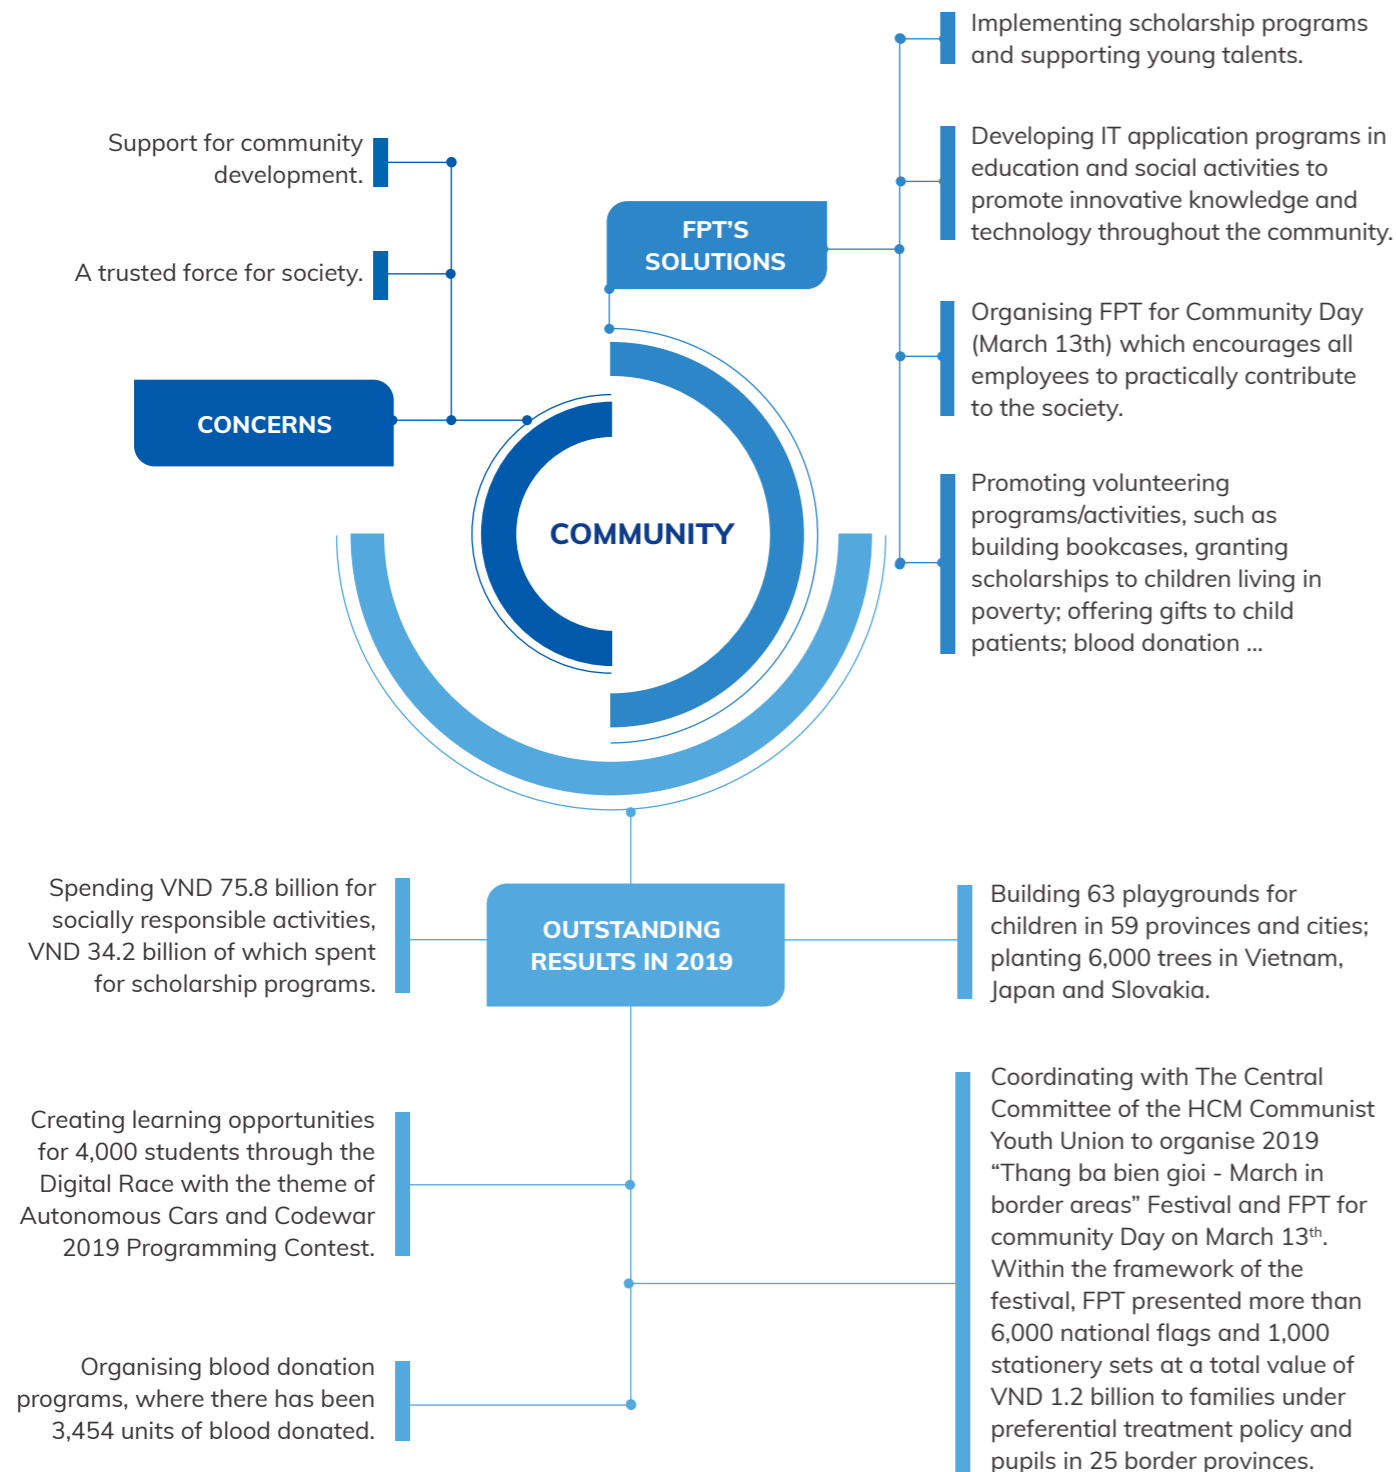 Support for community
development.
A trusted force for society.
CONCERNS
COMMUNITY
FPT’S
SOLUTIONS
Implementing scholarship programs
and supporting young talents.
Developing IT application programs in
education and social activities to
promote innovative knowledge and
technology throughout the community.
Organising FPT for Community Day
(March 13th) which encourages all
employees to practically contribute
to the society.
Promoting volunteering
programs/activities, such as
building bookcases, granting
scholarships to children living in
poverty; offering gifts to child
patients; blood donation ...
OUTSTANDING
RESULTS IN 2019
Spending VND 75.8 billion for
socially responsible activities,
VND 34.2 billion of which spent
for scholarship programs.
Creating learning opportunities
for 4,000 students through the
Digital Race with the theme of
Autonomous Cars and Codewar
2019 Programming Contest.
Organising blood donation
programs, where there has been
3,454 units of blood donated.
Building 63 playgrounds for
children in 59 provinces and cities;
planting 6,000 trees in Vietnam,
Japan and Slovakia.
Coordinating with The Central
Committee of the HCM Communist
Youth Union to organise 2019
“Thang ba bien gioi - March in
border areas” Festival and FPT for
community Day on March 13th.
Within the framework of the
festival, FPT presented more than
6,000 national flags and 1,000
stationery sets at a total value of
VND 1.2 billion to families under
preferential treatment policy and
pupils in 25 border provinces.